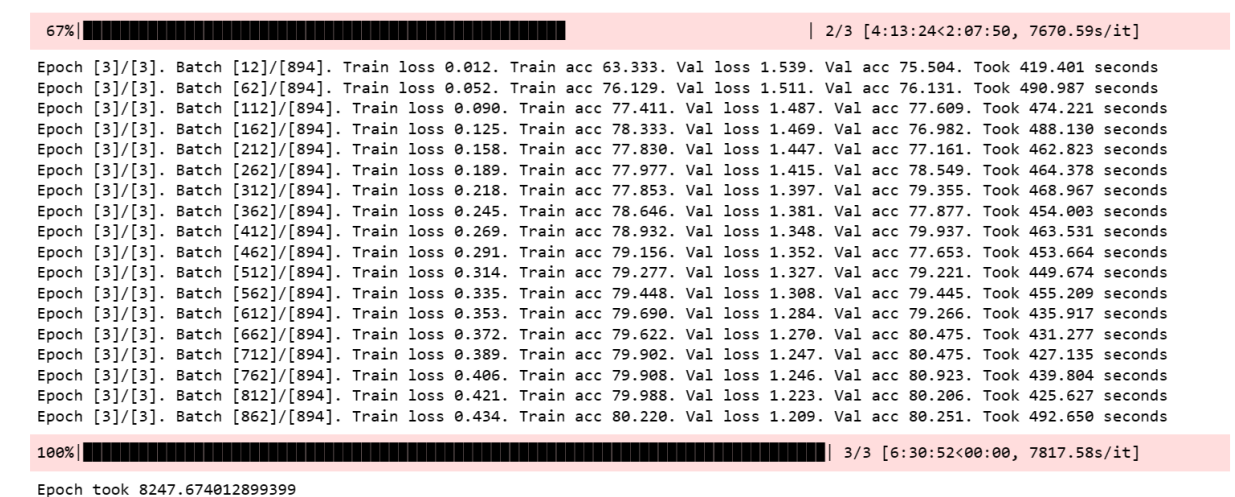 67%| | 2/3 [4:13:24<2:07:50, 7670.59s/it]
Epoch [3]/[3]. Batch [12]/[894]. Train loss 0.012. Train acc 63.333. Val loss 1.539. Val acc 75.504. Took 419.401 seconds
Epoch [3]/[3]. Batch [62]/[894]. Train loss 0.052. Train acc 76.129. Val loss 1.511. Val acc 76.131. Took 490.987 seconds
Epoch [3]/[3]. Batch [112]/[894]. Train loss 0.090. Train acc 77.411. Val loss 1.487. Val acc 77.609. Took 474.221 seconds
Epoch [3]/[3]. Batch [162]/[894]. Train loss 0.125. Train acc 78.333. Val loss 1.469. Val acc 76.982. Took 488.130 seconds
Epoch [3]/[3]. Batch [212]/[894]. Train loss 0.158. Train acc 77.830. Val loss 1.447. Val acc 77.161. Took 462.823 seconds
Epoch [3]/[3]. Batch [262]/[894]. Train loss 0.189. Train acc 77.977. Val loss 1.415. Val acc 78.549. Took 464.378 seconds
Epoch [3]/[3]. Batch [312]/[894]. Train loss 0.218. Train acc 77.853. Val loss 1.397. Val acc 79.355. Took 468.967 seconds
Epoch [3]/[3]. Batch [362]/[894]. Train loss 0.245. Train acc 78.646. Val loss 1.381. Val acc 77.877. Took 454.003 seconds
Epoch [3]/[3]. Batch [412]/[894]. Train loss 0.269. Train acc 78.932. Val loss 1.348. Val acc 79.937. Took 463.531 seconds
Epoch [3]/[3]. Batch [462]/[894]. Train loss 0.291. Train acc 79.156. Val loss 1.352. Val acc 77.653. Took 453.664 seconds
Epoch [3]/[3]. Batch [512]/[894]. Train loss 0.314. Train acc 79.277. Val loss 1.327. Val acc 79.221. Took 449.674 seconds
Epoch [3]/[3]. Batch [562]/[894]. Train loss 0.335. Train acc 79.448. Val loss 1.308. Val acc 79.445. Took 455.209 seconds
Epoch [3]/[3]. Batch [612]/[894]. Train loss 0.353. Train acc 79.690. Val loss 1.284. Val acc 79.266. Took 435.917 seconds
Epoch [3]/[3]. Batch [662]/[894]. Train loss 0.372. Train acc 79.622. Val loss 1.270. Val acc 80.475. Took 431.277 seconds
Epoch [3]/[3]. Batch [712]/[894]. Train loss 0.389. Train acc 79.902. Val loss 1.247. Val acc 80.475. Took 427.135 seconds
Epoch [3]/[3]. Batch [762]/[894]. Train loss 0.406. Train acc 79.908. Val loss 1.246. Val acc 80.923. Took 439.804 seconds
Epoch [3]/[3]. Batch [812]/[894]. Train loss 0.421. Train acc 79.988. Val loss 1.223. Val acc 80.206. Took 425.627 seconds
Epoch [3]/[3]. Batch [862]/[894]. Train loss 0.434. Train acc 80.220. Val loss 1.209. Val acc 80.251. Took 492.650 seconds
100%| | 3/3 [6:30:52<00:00, 7817.58s/it]
Epoch took 8247.674012899399